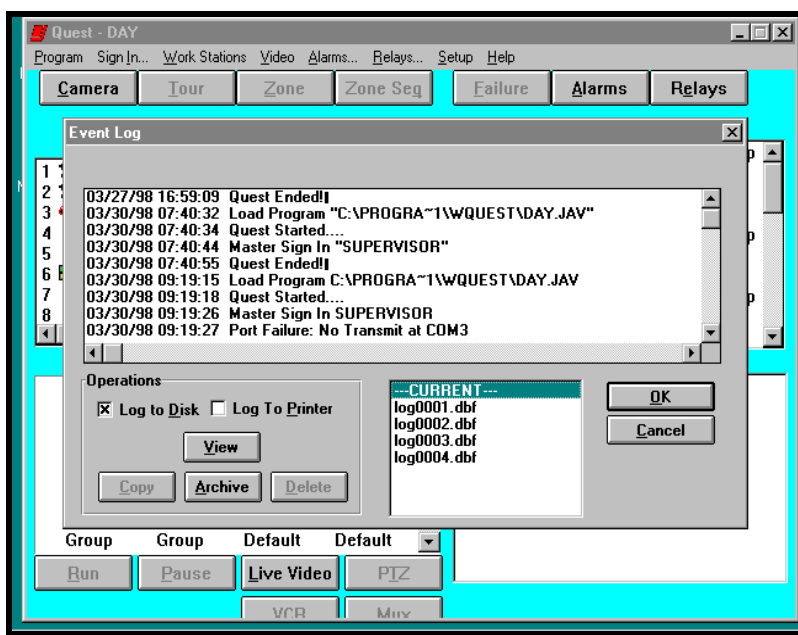 Quest - DAY
Program Sign In... Work Stations Video Alarms... Relays... Setup Help
Camera Tour Zone Zone Seq Failure Alarms Relays
Event Log
1
2
3
4
5
6
7
8
03/27/98 16:59:09 Quest Ended!
03/30/98 07:40:32 Load Program "C:\PROGRA~1\WQUEST\DAY.JAV"
03/30/98 07:40:34 Quest Started....
03/30/98 07:40:44 Master Sign In "SUPERVISOR"
03/30/98 07:40:55 Quest Ended!
03/30/98 09:19:15 Load Program C:\PROGRA~1\WQUEST\DAY.JAV
03/30/98 09:19:18 Quest Started....
03/30/98 09:19:26 Master Sign In SUPERVISOR
03/30/98 09:19:27 Port Failure: No Transmit at COM3
Operations
Log to Disk Log To Printer
View
Copy Archive Delete
---CURRENT---
log0001.dbf
log0002.dbf
log0003.dbf
log0004.dbf
OK
Cancel
Group Group Default Default
Run Pause Live Video PTZ
VCR Mux